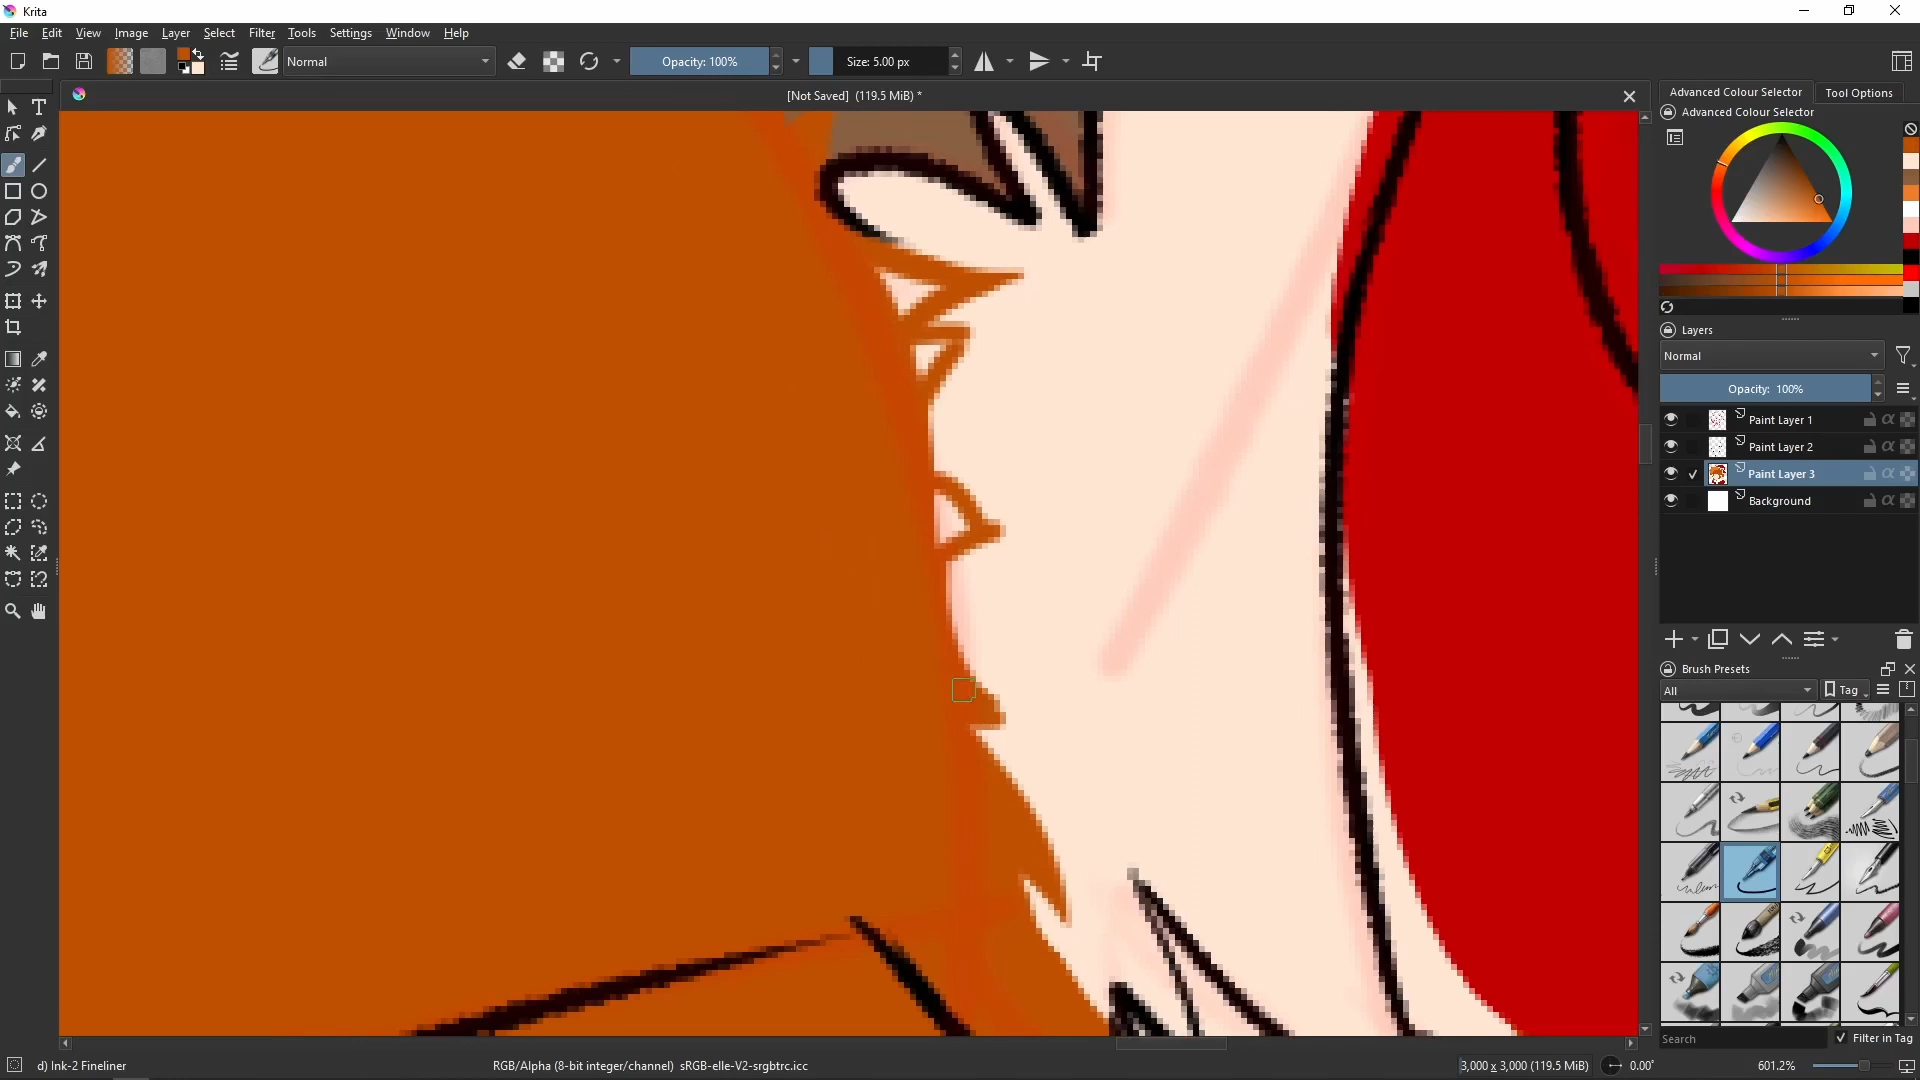 Krita
File Edit View Image Layer Select Filter Tools Settings Window Help
Normal
Opacity: 100%
Size: 5.00 px
[Not Saved] (119.5 MiB) *
Advanced Colour Selector
Tool Options
Advanced Colour Selector
Layers
Normal
Opacity: 100%
Paint Layer 1
Paint Layer 2
Paint Layer 3
Background
Brush Presets
All
Tag
Search
Filter in Tag
d) Ink-2 Fineliner
RGB/Alpha (8-bit integer/channel) sRGB-elle-V2-srgbtrc.icc
3,000 x 3,000 (119.5 MiB)
0.00°
601.2%